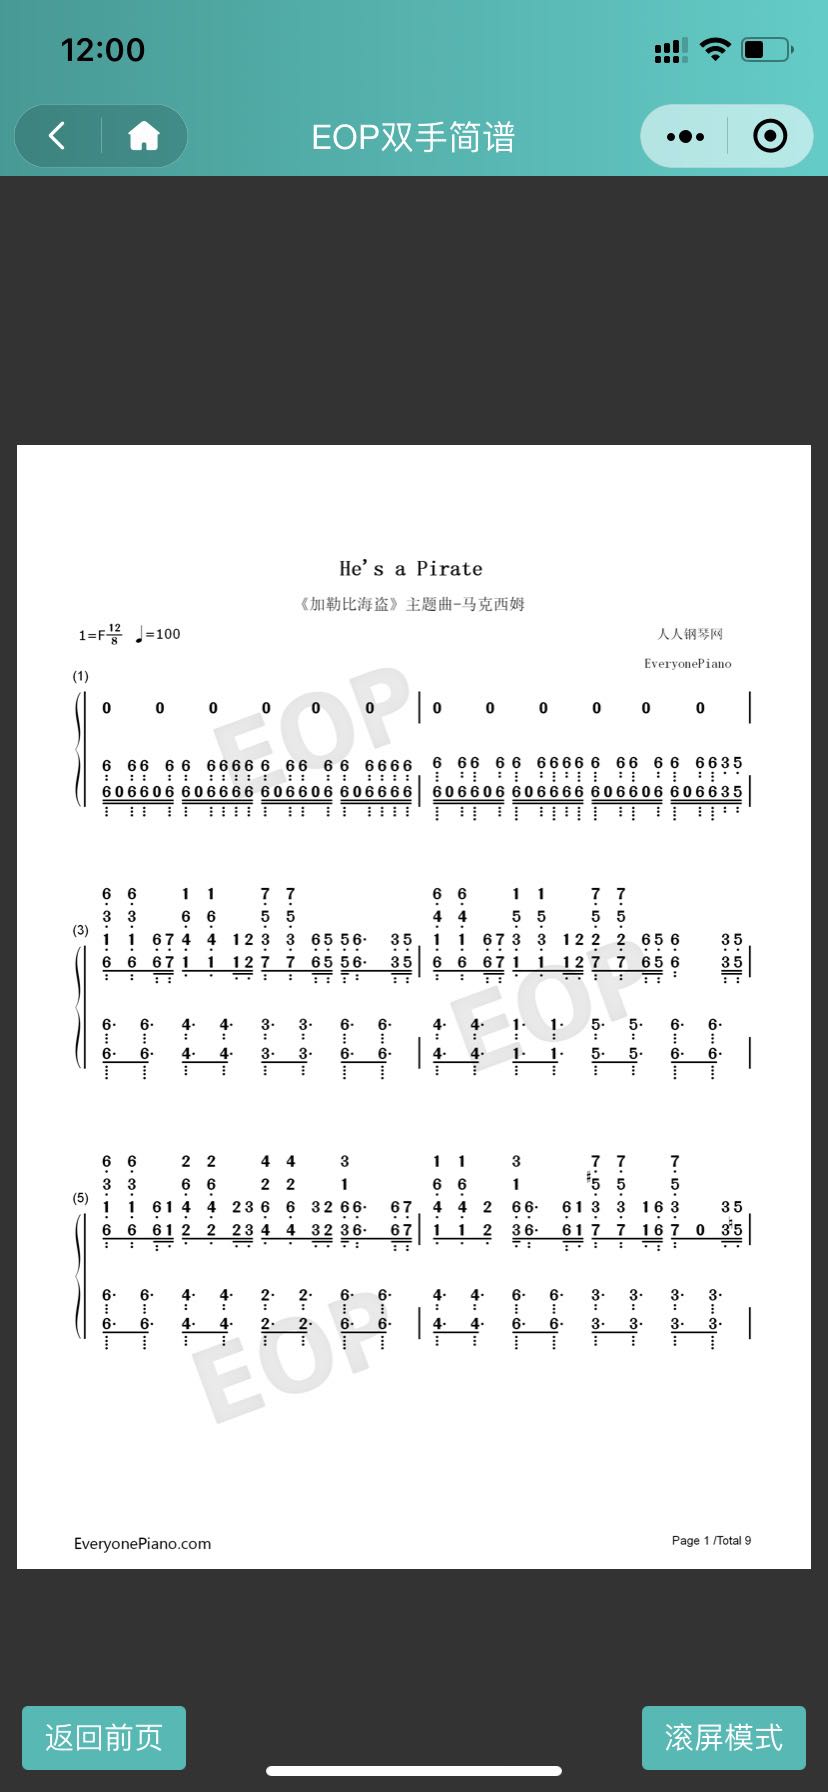 12:00
EOP双手简谱
He's a Pirate
《加勒比海盗》主题曲-马克西姆
1=F 12/8 ♩=100
人人钢琴网
EveryonePiano
(1)
0 0 0 0 0 0 0 0 0 0 0 0
6 66 6 6 6666 6 66 6 6 6666 6 66 6 6 6666 6 66 6 6 6635
606606 606666 606606 606666 606606 606666 606606 606635
6 6 1 1 7 7 6 6 1 1 7 7
3 3 6 6 5 5 4 4 5 5 5 5
(3)
1 1 67 4 4 12 3 3 65 56· 35 1 1 67 3 3 12 2 2 65 6 35
6 6 67 1 1 12 7 7 65 56· 35 6 6 67 1 1 12 7 7 65 6 35
6· 6· 4· 4· 3· 3· 6· 6· 4· 4· 1· 1· 5· 5· 6· 6·
6· 6· 4· 4· 3· 3· 6· 6· 4· 4· 1· 1· 5· 5· 6· 6·
6 6 2 2 4 4 3 1 1 3 7 7 7
3 3 6 6 2 2 1 6 6 1 #5 5 5
(5)
1 1 61 4 4 23 6 6 32 66· 67 4 4 2 66· 61 3 3 16 3 35
6 6 61 2 2 23 4 4 32 36· 67 1 1 2 36· 61 7 7 16 7 0 3#5
6· 6· 4· 4· 2· 2· 6· 6· 4· 4· 6· 6· 3· 3· 3· 3·
6· 6· 4· 4· 2· 2· 6· 6· 4· 4· 6· 6· 3· 3· 3· 3·
EOP
EOP
EOP
EveryonePiano.com
Page 1 /Total 9
返回前页
滚屏模式